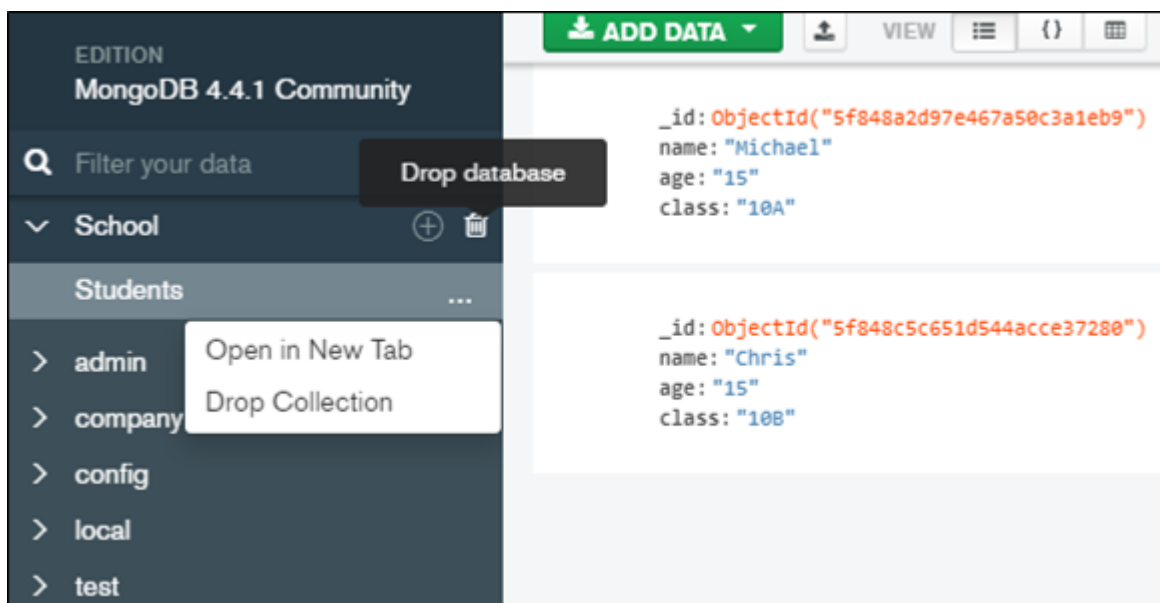 EDITION
MongoDB 4.4.1 Community
Filter your data
Drop database
School
Students
...
Open in New Tab
Drop Collection
admin
company
config
local
test
ADD DATA
VIEW
{}
_id: ObjectId("5f848a2d97e467a50c3a1eb9")
name: "Michael"
age: "15"
class: "10A"
_id: ObjectId("5f848c5c651d544acce37280")
name: "Chris"
age: "15"
class: "10B"